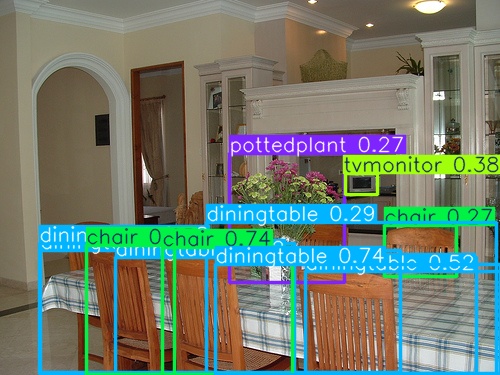 pottedplant 0.27
tvmonitor 0.38
diningtable 0.29
chair 0.27
chair 0.74
diningtable 0.74
0.52